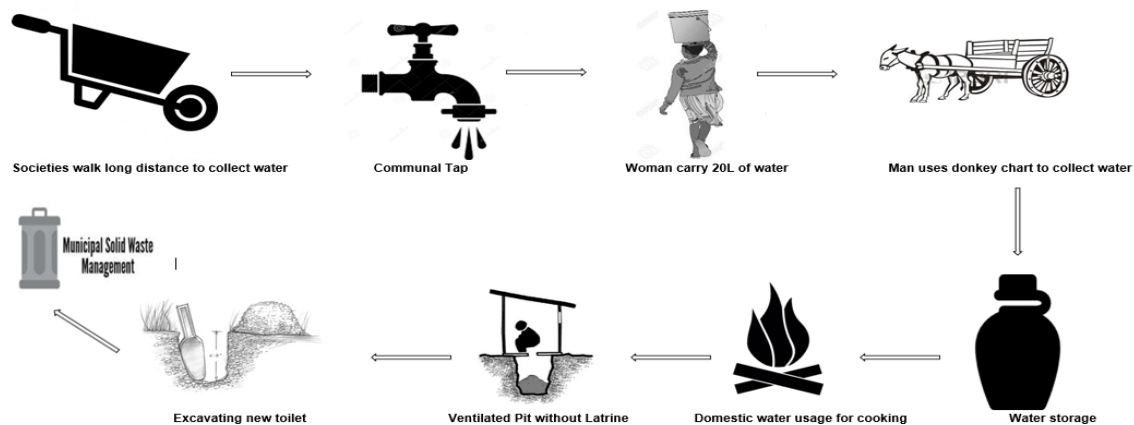 Societies walk long distance to collect water
Communal Tap
Woman carry 20L of water
Man uses donkey chart to collect water
Municipal Solid Waste
Management
Excavating new toilet
Ventilated Pit without Latrine
Domestic water usage for cooking
Water storage